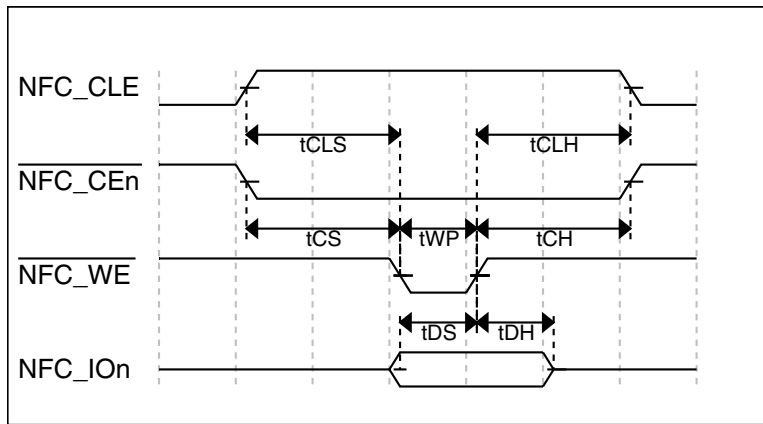 NFC_CLE
tCLS tCLH
NFC_CEn
tCS tWP tCH
NFC_WE
tDS tDH
NFC_IOn